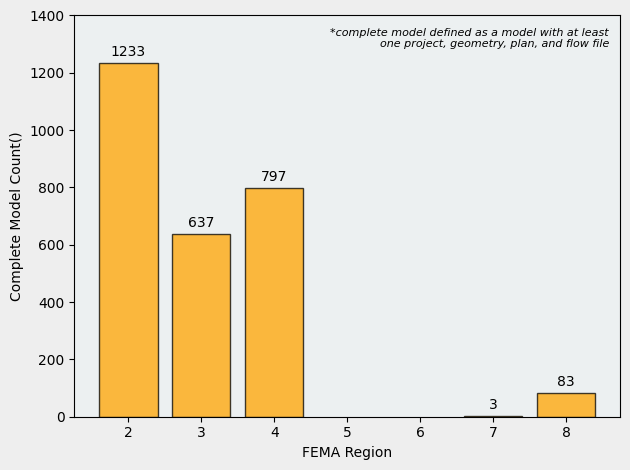 *complete model defined as a model with at least
one project, geometry, plan, and flow file
Complete Model Count()
1400
1200
1000
800
600
400
200
0
1233
637
797
3
83
2 3 4 5 6 7 8
FEMA Region